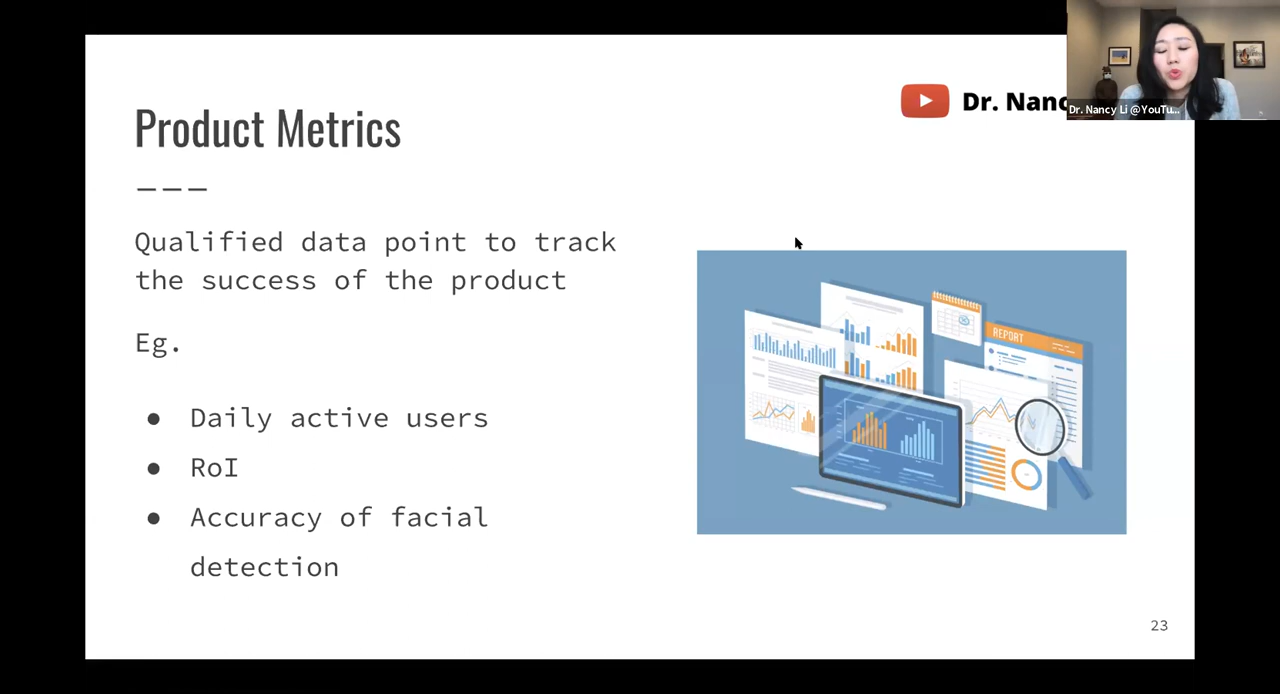 Dr. Nanc
Dr. Nancy Li @YouTu...
Product Metrics
———
Qualified data point to track
the success of the product
Eg.
● Daily active users
● RoI
● Accuracy of facial
detection
REPORT
23